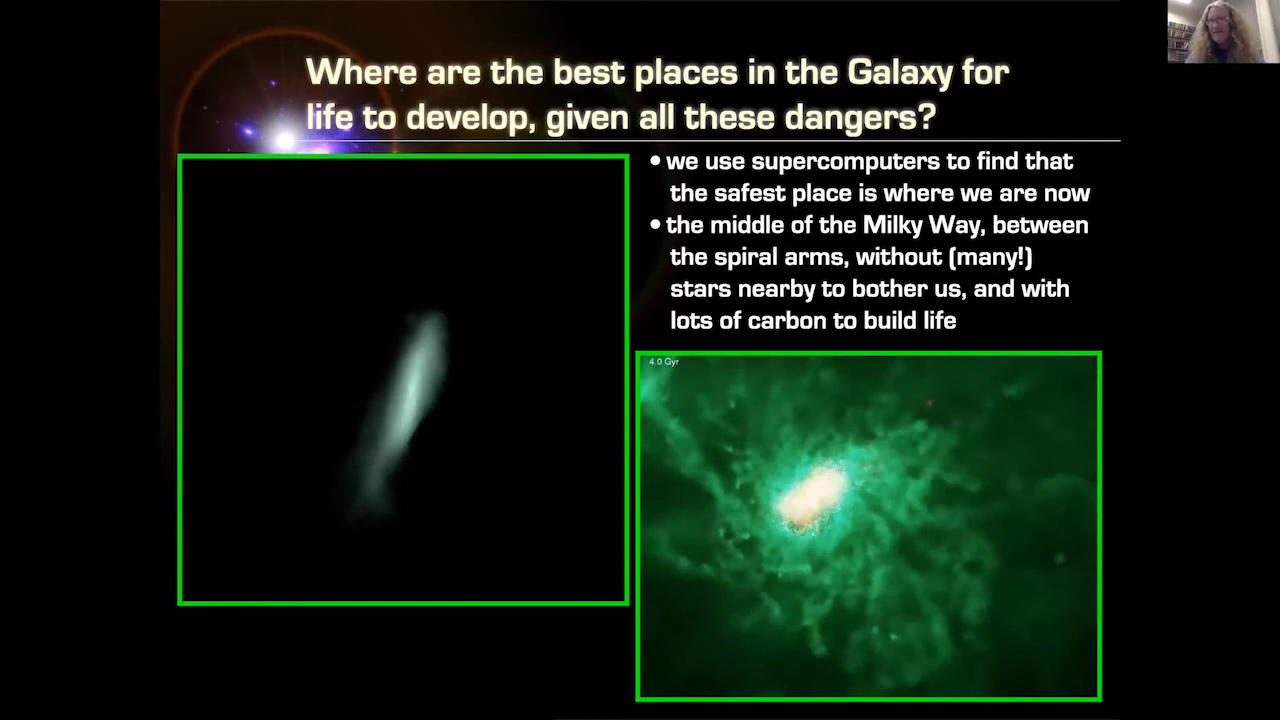 Where are the best places in the Galaxy for
life to develop, given all these dangers?
• we use supercomputers to find that
the safest place is where we are now
• the middle of the Milky Way, between
the spiral arms, without (many!)
stars nearby to bother us, and with
lots of carbon to build life
4.0 Gyr